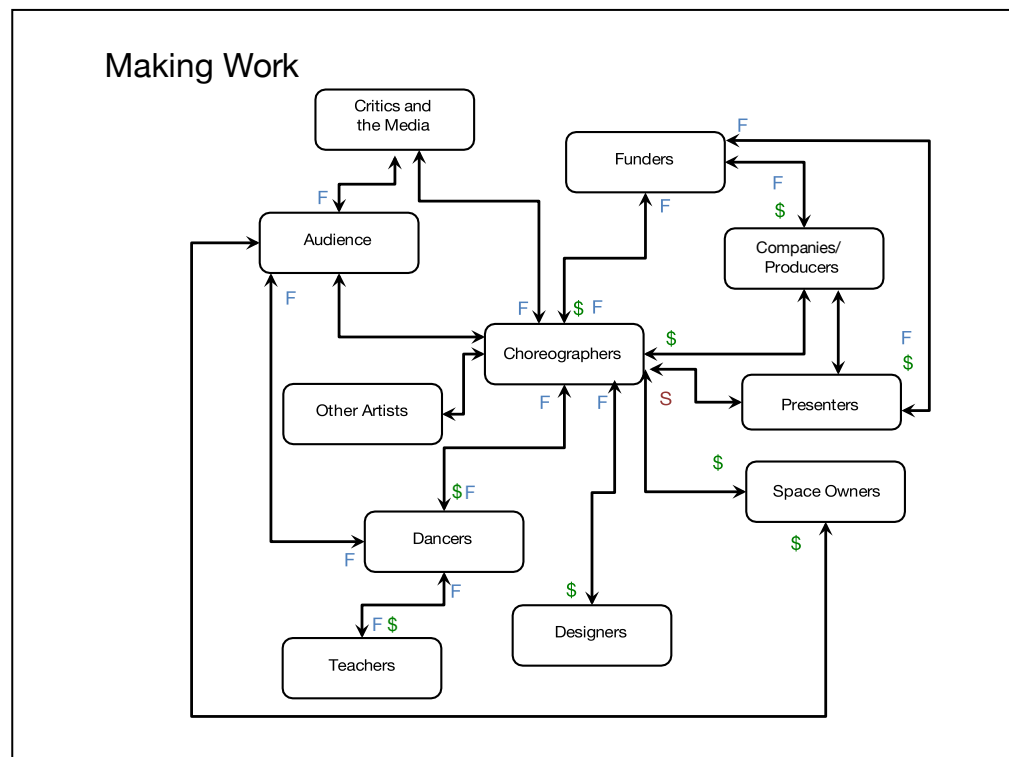 Making Work
Critics and
the Media
F
Funders
F
F
F
$
F
Audience
Companies/
Producers
F
F
$ F
Choreographers
$
F
$
Other Artists
F
F
S
Presenters
$ F
$
Space Owners
Dancers
$
F
F
$
F $
Designers
Teachers